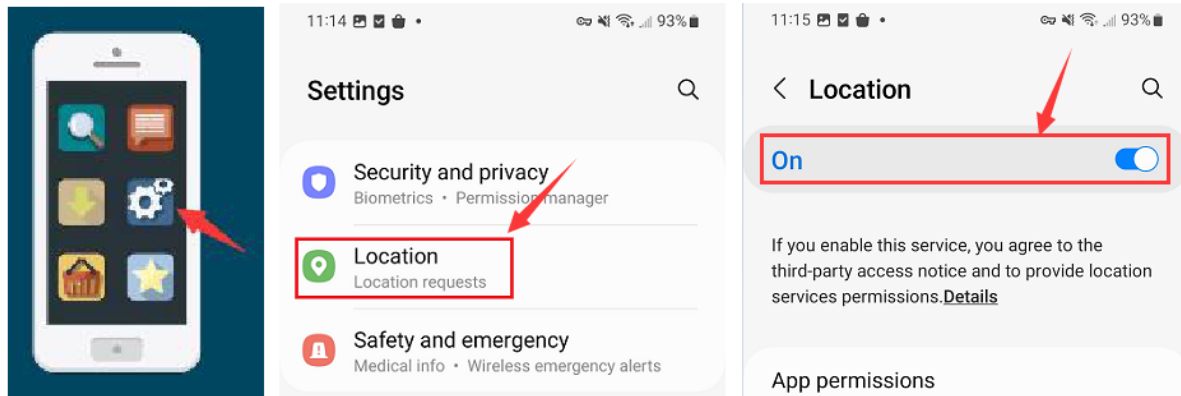 11:14
93%
Settings
Security and privacy
Biometrics • Permission manager
Location
Location requests
Safety and emergency
Medical info • Wireless emergency alerts
11:15
93%
Location
On
If you enable this service, you agree to the
third-party access notice and to provide location
services permissions.Details
App permissions